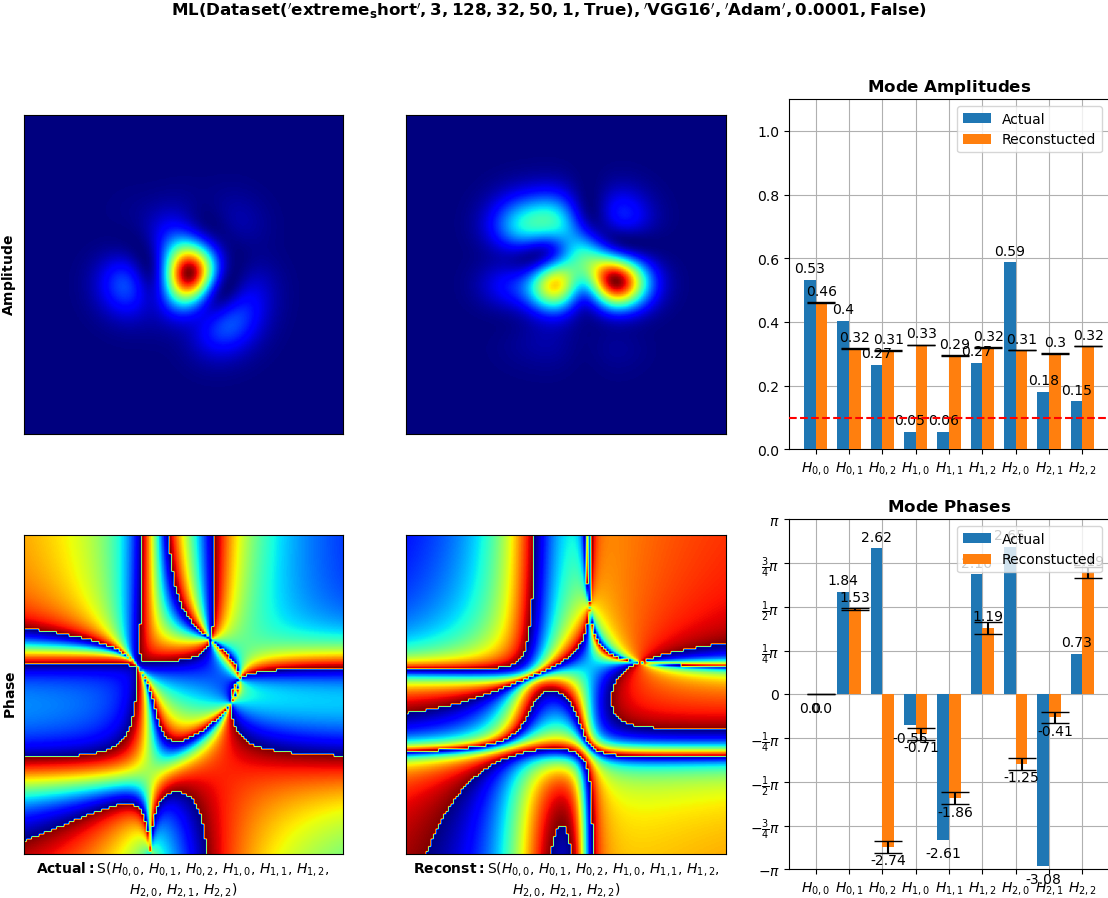 ML(Dataset(′extreme_short′, 3, 128, 32, 50, 1, True), ′VGG16′, ′Adam′, 0.0001, False)
Amplitude
Mode Amplitudes
Actual
Reconstucted
1.0
0.8
0.6
0.4
0.2
0.0
0.53
0.46
0.4
0.32
0.27
0.31
0.05
0.33
0.06
0.29
0.27
0.32
0.59
0.31
0.18
0.3
0.15
0.32
H0,0 H0,1 H0,2 H1,0 H1,1 H1,2 H2,0 H2,1 H2,2
Phase
Actual: S(H0,0, H0,1, H0,2, H1,0, H1,1, H1,2,
H2,0, H2,1, H2,2)
Reconst: S(H0,0, H0,1, H0,2, H1,0, H1,1, H1,2,
H2,0, H2,1, H2,2)
Mode Phases
Actual
Reconstucted
π
3/4π
1/2π
1/4π
0
−1/4π
−1/2π
−3/4π
−π
0.0
0.0
1.84
1.53
2.62
-2.74
-0.56
-0.71
-2.61
-1.86
1.19
-1.25
-3.08
-0.41
0.73
H0,0 H0,1 H0,2 H1,0 H1,1 H1,2 H2,0 H2,1 H2,2